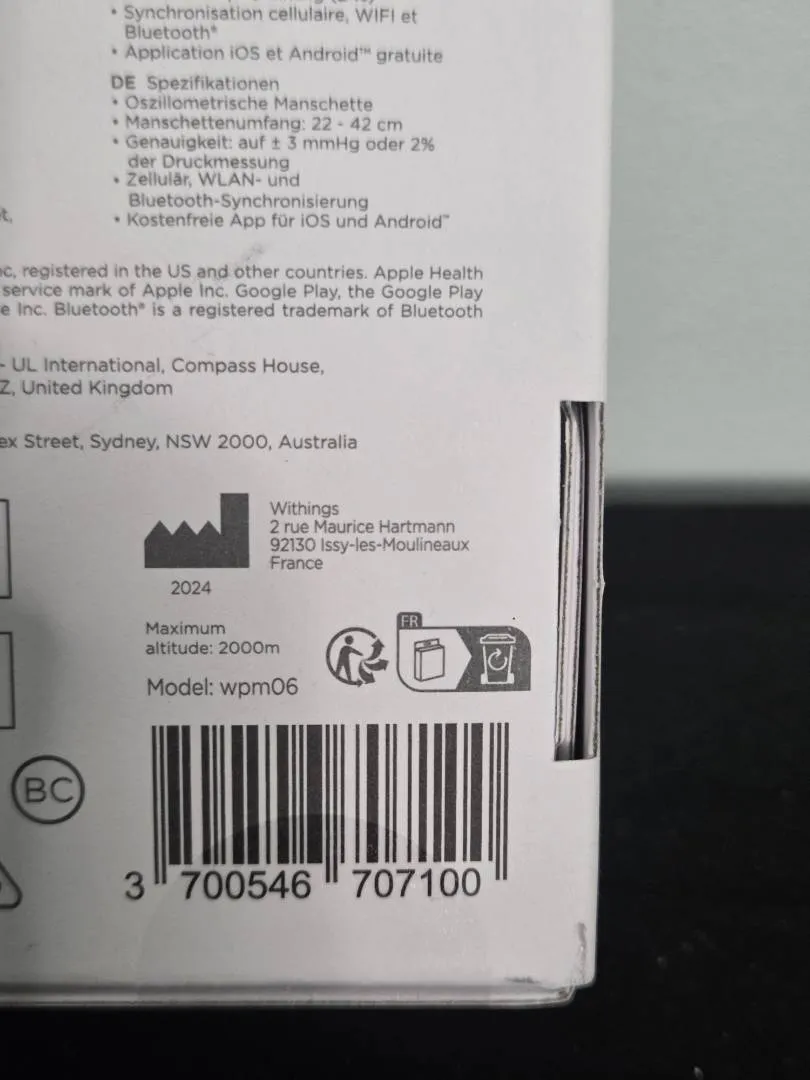 • Synchronisation cellulaire, WIFI et
Bluetooth®
• Application iOS et Android™ gratuite
DE Spezifikationen
• Oszillometrische Manschette
• Manschettenumfang: 22 - 42 cm
• Genauigkeit: auf ± 3 mmHg oder 2%
der Druckmessung
• Zellulär, WLAN- und
Bluetooth-Synchronisierung
• Kostenfreie App für iOS und Android™
registered in the US and other countries. Apple Health
service mark of Apple Inc. Google Play, the Google Play
Inc. Bluetooth® is a registered trademark of Bluetooth
- UL International, Compass House,
Z, United Kingdom
Street, Sydney, NSW 2000, Australia
Withings
2 rue Maurice Hartmann
92130 Issy-les-Moulineaux
France
2024
Maximum
altitude: 2000m
FR
Model: wpm06
BC
3 700546 707100